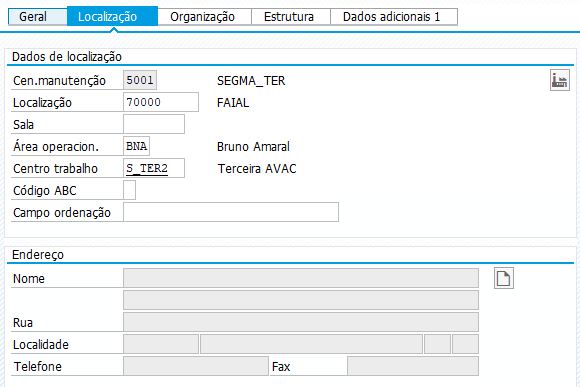 Geral Localização Organização Estrutura Dados adicionais 1
Dados de localização
Cen.manutenção 5001 SEGMA_TER
Localização 70000 FAIAL
Sala
Área operacion. BNA Bruno Amaral
Centro trabalho S_TER2 Terceira AVAC
Código ABC
Campo ordenação
Endereço
Nome
Rua
Localidade
Telefone Fax